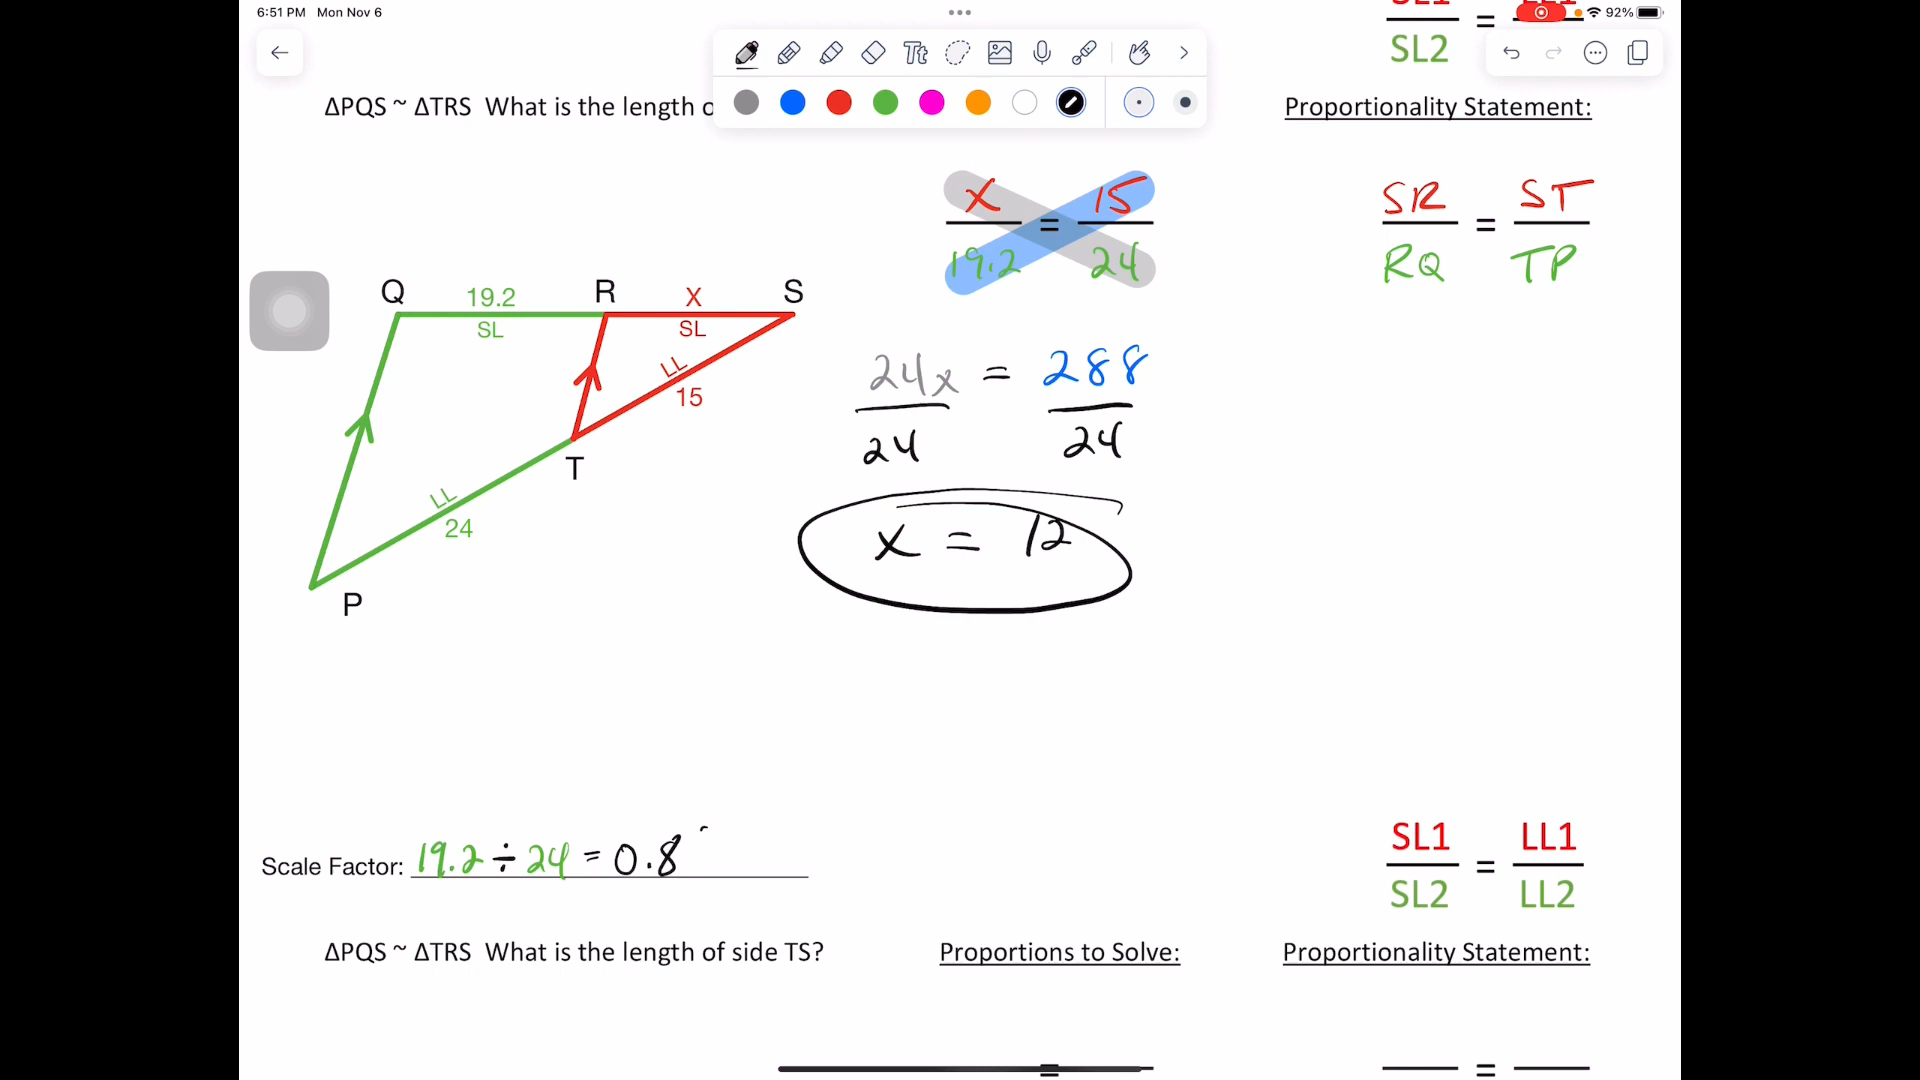 6:51 PM Mon Nov 6
92%
SL2
=
Tt
ΔPQS ~ ΔTRS What is the length
Proportionality Statement:
x = 15
19.2 24
SR = ST
RQ TP
Q 19.2 R X S
SL SL
LL
15
T
LL
24
P
24x = 288
24 24
x = 12
Scale Factor: 19.2 ÷ 24 = 0.8
SL1 = LL1
SL2 LL2
ΔPQS ~ ΔTRS What is the length of side TS?
Proportions to Solve:
Proportionality Statement:
= =